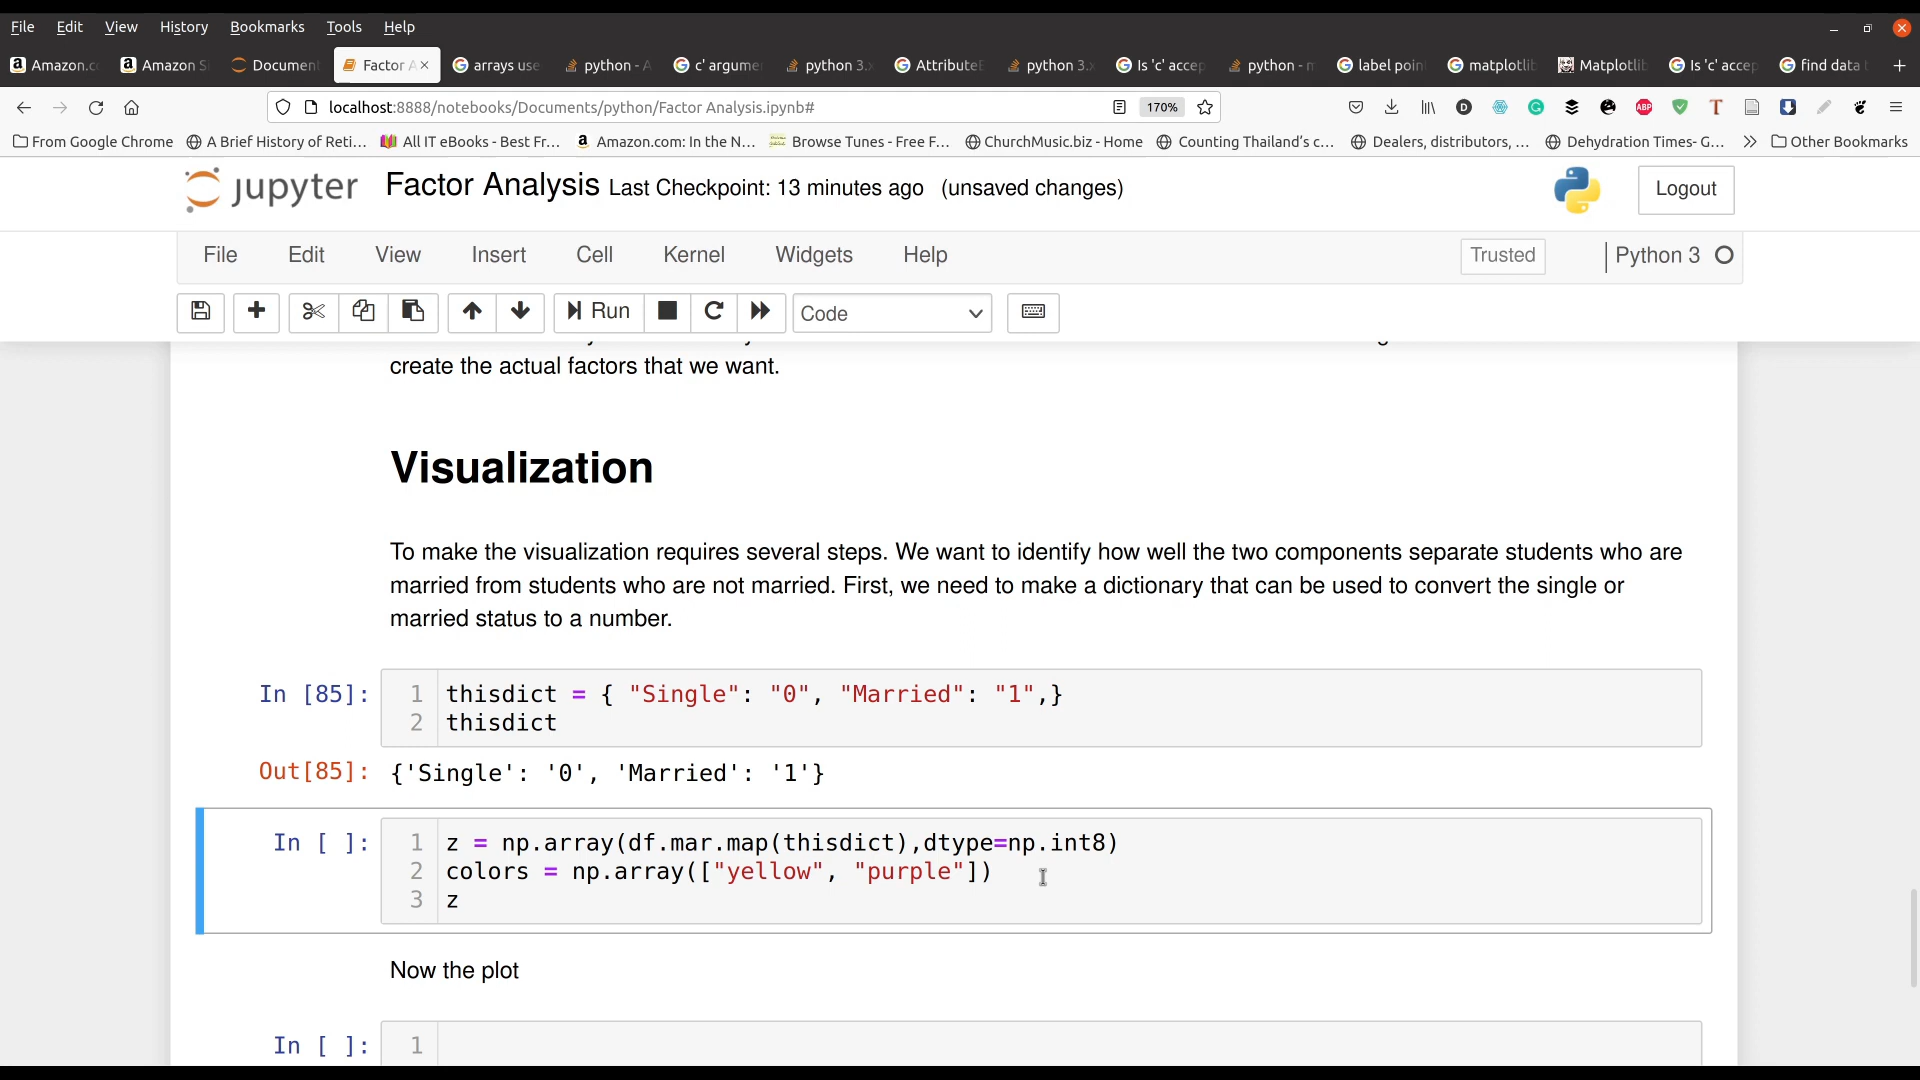 File Edit View History Bookmarks Tools Help
Amazon.c Amazon S Document Factor A arrays use python - A c' argume python 3.x Attribute python 3.x Is 'c' acce python - m label poin matplotlib Matplotlib Is 'c' acce find data
localhost:8888/notebooks/Documents/python/Factor Analysis.ipynb# 170%
From Google Chrome A Brief History of Reti... All IT eBooks - Best Fr... Amazon.com: In the N... Browse Tunes - Free F... ChurchMusic.biz - Home Counting Thailand's c... Dealers, distributors, ... Dehydration Times- G... Other Bookmarks
jupyter Factor Analysis Last Checkpoint: 13 minutes ago (unsaved changes) Logout
File Edit View Insert Cell Kernel Widgets Help Trusted Python 3
Run Code
create the actual factors that we want.
Visualization
To make the visualization requires several steps. We want to identify how well the two components separate students who are
married from students who are not married. First, we need to make a dictionary that can be used to convert the single or
married status to a number.
In [85]: 1 thisdict = { "Single": "0", "Married": "1",}
2 thisdict
Out[85]: {'Single': '0', 'Married': '1'}
In [ ]: 1 z = np.array(df.mar.map(thisdict),dtype=np.int8)
2 colors = np.array(["yellow", "purple"])
3 z
Now the plot
In [ ]: 1